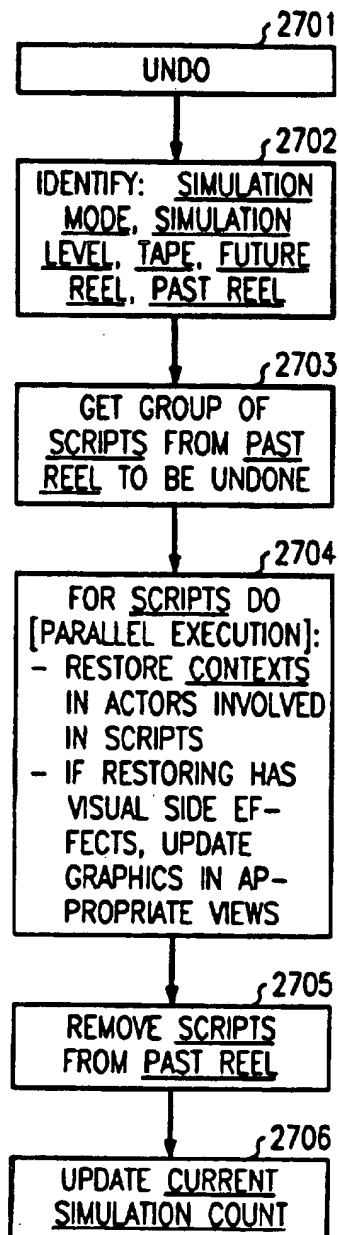 2701
UNDO
2702
IDENTIFY: SIMULATION
MODE, SIMULATION
LEVEL, TAPE, FUTURE
REEL, PAST REEL
2703
GET GROUP OF
SCRIPTS FROM PAST
REEL TO BE UNDONE
2704
FOR SCRIPTS DO
[PARALLEL EXECUTION]:
- RESTORE CONTEXTS
IN ACTORS INVOLVED
IN SCRIPTS
- IF RESTORING HAS
VISUAL SIDE EF-
FECTS, UPDATE
GRAPHICS IN AP-
PROPRIATE VIEWS
2705
REMOVE SCRIPTS
FROM PAST REEL
2706
UPDATE CURRENT
SIMULATION COUNT